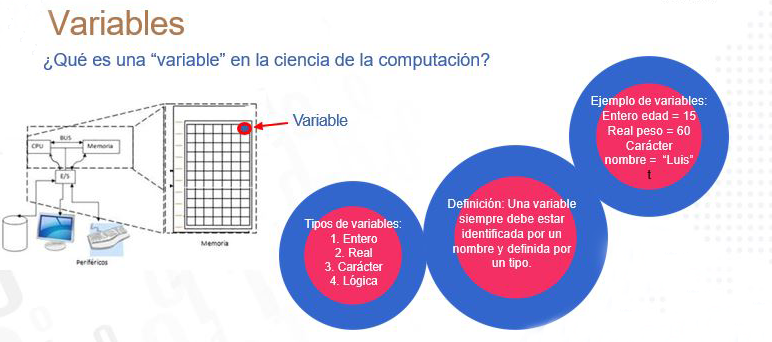 Variables
¿Qué es una “variable” en la ciencia de la computación?
Variable
BUS
CPU
Memoria
E/S
Periféricos
Memoria
Tipos de variables:
1. Entero
2. Real
3. Carácter
4. Lógica
Definición: Una variable
siempre debe estar
identificada por un
nombre y definida por
un tipo.
Ejemplo de variables:
Entero edad = 15
Real peso = 60
Carácter
nombre = “Luis”
t